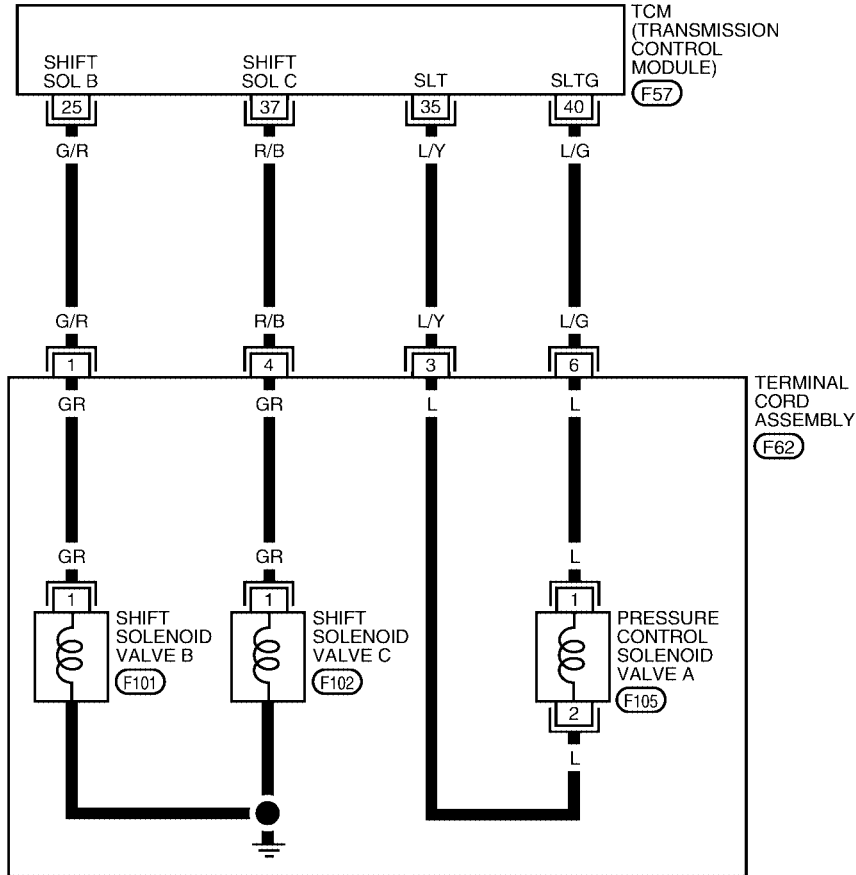 TCM
(TRANSMISSION
CONTROL
MODULE)
F57
SHIFT
SOL B
SHIFT
SOL C
SLT
SLTG
25
37
35
40
G/R
R/B
L/Y
L/G
G/R
R/B
L/Y
L/G
1
4
3
6
TERMINAL
CORD
ASSEMBLY
F62
GR
GR
L
L
GR
GR
L
1
1
1
SHIFT
SOLENOID
VALVE B
F101
SHIFT
SOLENOID
VALVE C
F102
PRESSURE
CONTROL
SOLENOID
VALVE A
F105
2
L